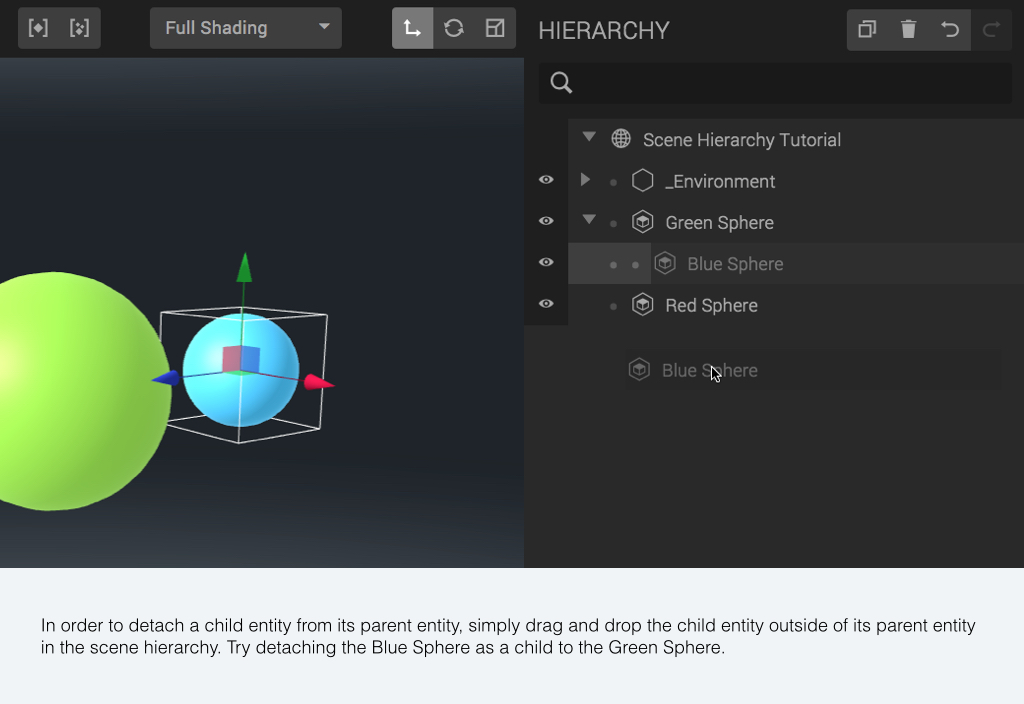 Full Shading
HIERARCHY
Scene Hierarchy Tutorial
_Environment
Green Sphere
Blue Sphere
Red Sphere
Blue Sphere
In order to detach a child entity from its parent entity, simply drag and drop the child entity outside of its parent entity
in the scene hierarchy. Try detaching the Blue Sphere as a child to the Green Sphere.